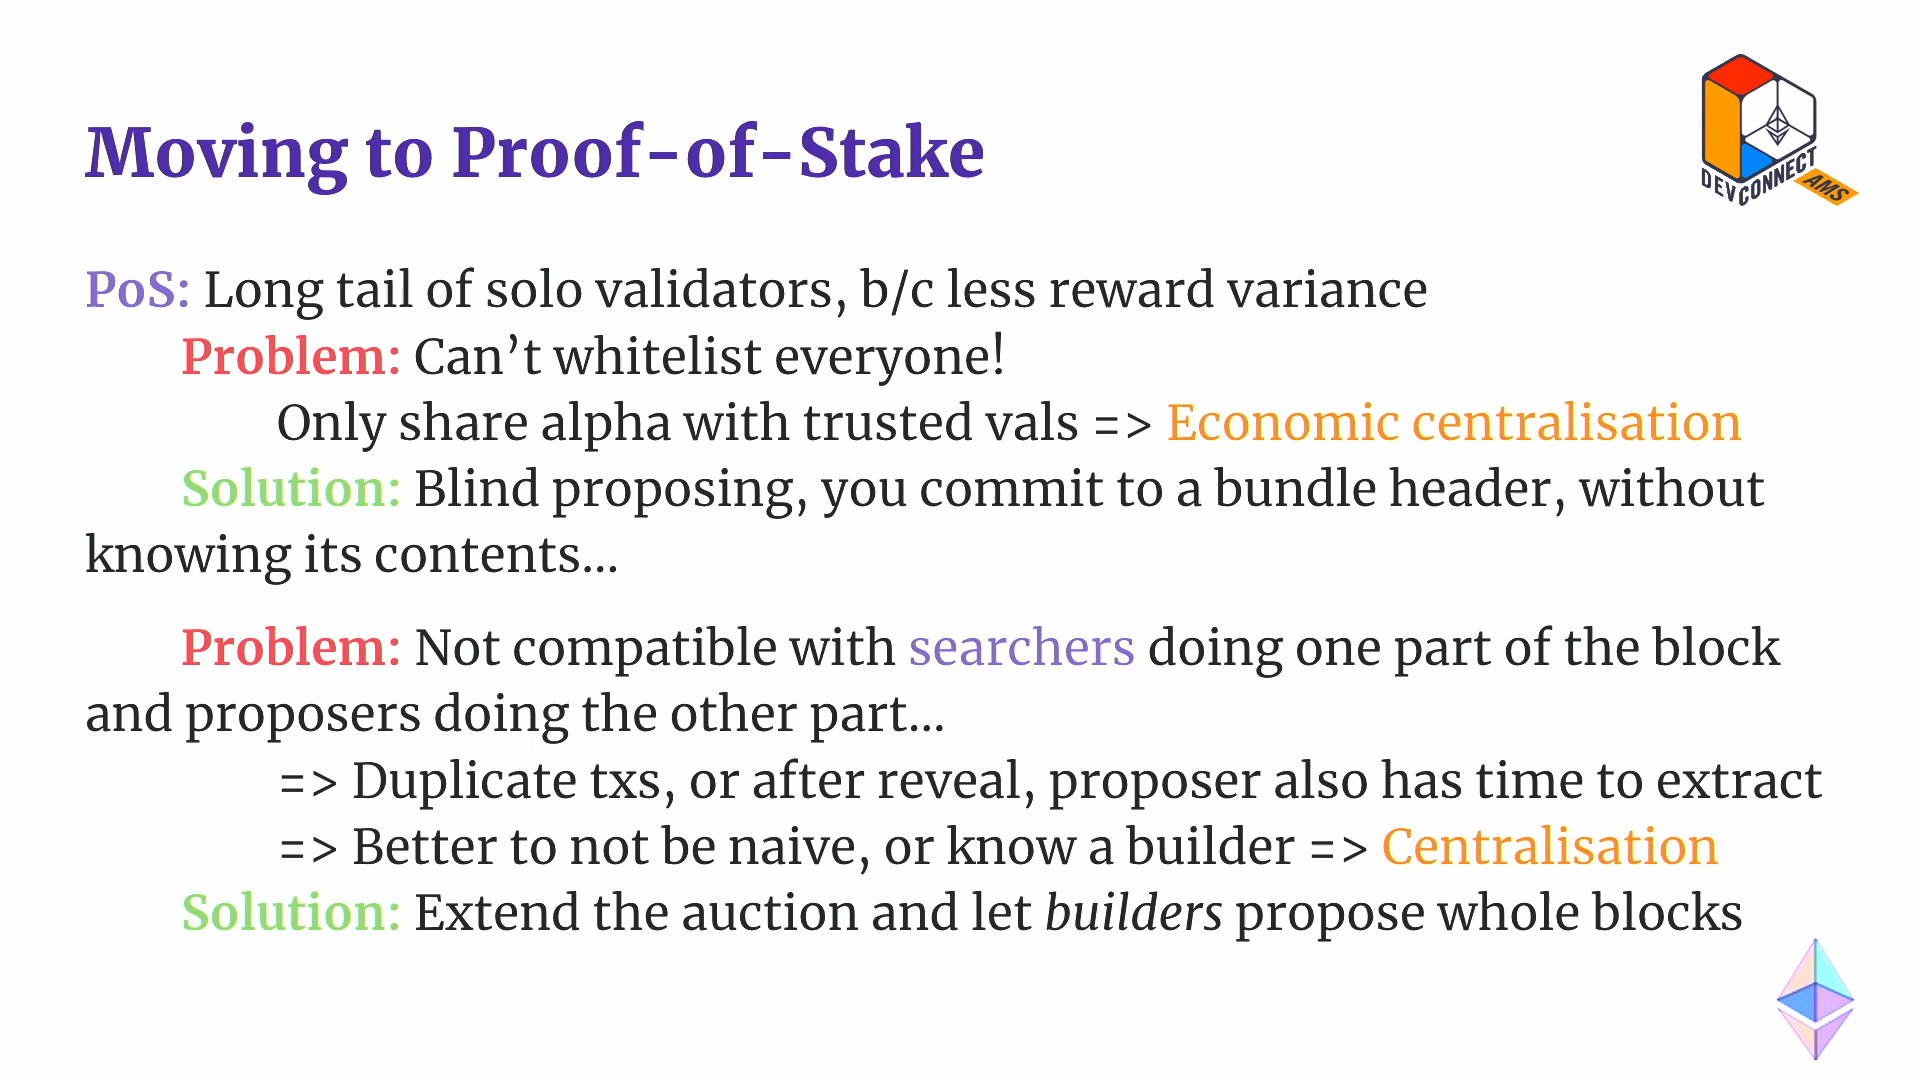 Moving to Proof-of-Stake
DEVCONNECT
AMS
PoS: Long tail of solo validators, b/c less reward variance
Problem: Can’t whitelist everyone!
Only share alpha with trusted vals => Economic centralisation
Solution: Blind proposing, you commit to a bundle header, without
knowing its contents...
Problem: Not compatible with searchers doing one part of the block
and proposers doing the other part...
=> Duplicate txs, or after reveal, proposer also has time to extract
=> Better to not be naive, or know a builder => Centralisation
Solution: Extend the auction and let builders propose whole blocks